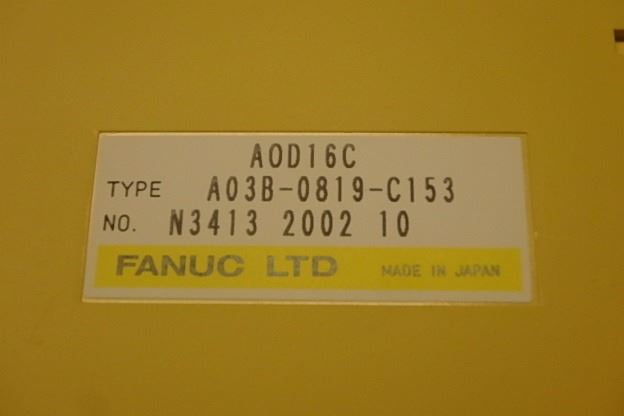 AOD16C
TYPE A03B-0819-C153
NO. N3413 2002 10
FANUC LTD MADE IN JAPAN